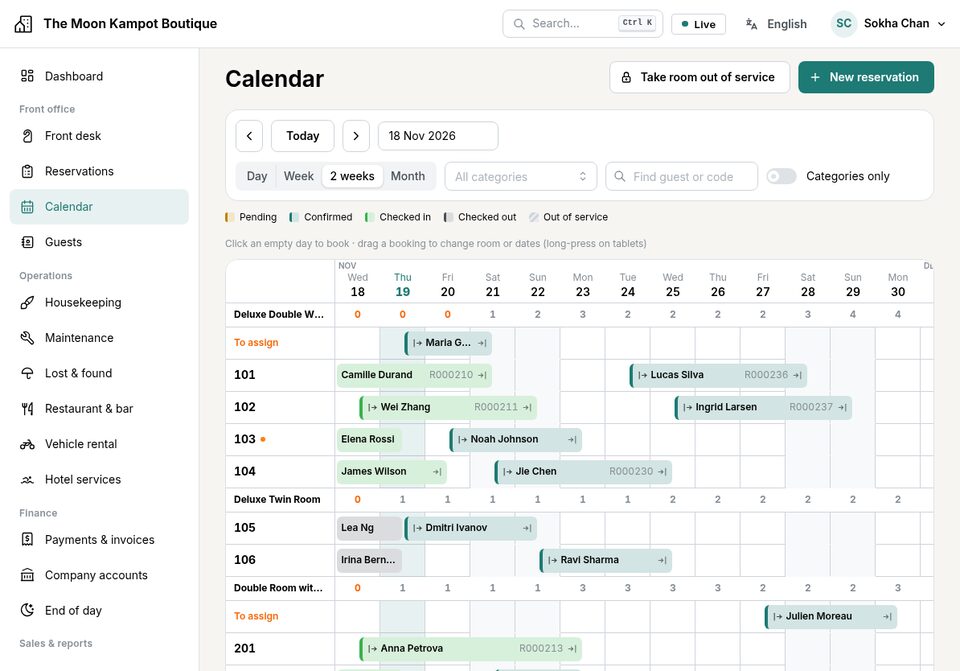 The Moon Kampot Boutique
Search... Ctrl K
Live
English
SC Sokha Chan
Dashboard
Front office
Front desk
Reservations
Calendar
Guests
Operations
Housekeeping
Maintenance
Lost & found
Restaurant & bar
Vehicle rental
Hotel services
Finance
Payments & invoices
Company accounts
End of day
Sales & reports
Calendar
Take room out of service
+ New reservation
Today
18 Nov 2026
Day Week 2 weeks Month
All categories
Find guest or code
Categories only
Pending Confirmed Checked in Checked out Out of service
Click an empty day to book · drag a booking to change room or dates (long-press on tablets)
NOV
Wed Thu Fri Sat Sun Mon Tue Wed Thu Fri Sat Sun Mon
18 19 20 21 22 23 24 25 26 27 28 29 30
Deluxe Double W... 0 0 0 1 2 3 2 2 2 2 3 4 4
To assign Maria G...
101 Camille Durand R000210 Lucas Silva R000236
102 Wei Zhang R000211 Ingrid Larsen R000237
103 Elena Rossi Noah Johnson
104 James Wilson Jie Chen R000230
Deluxe Twin Room 0 1 1 1 1 1 1 2 2 2 2 2 2
105 Lea Ng Dmitri Ivanov
106 Irina Bern... Ravi Sharma
Double Room wit... 0 1 1 1 1 3 3 3 3 2 2 2 3
To assign Julien Moreau
201 Anna Petrova R000213